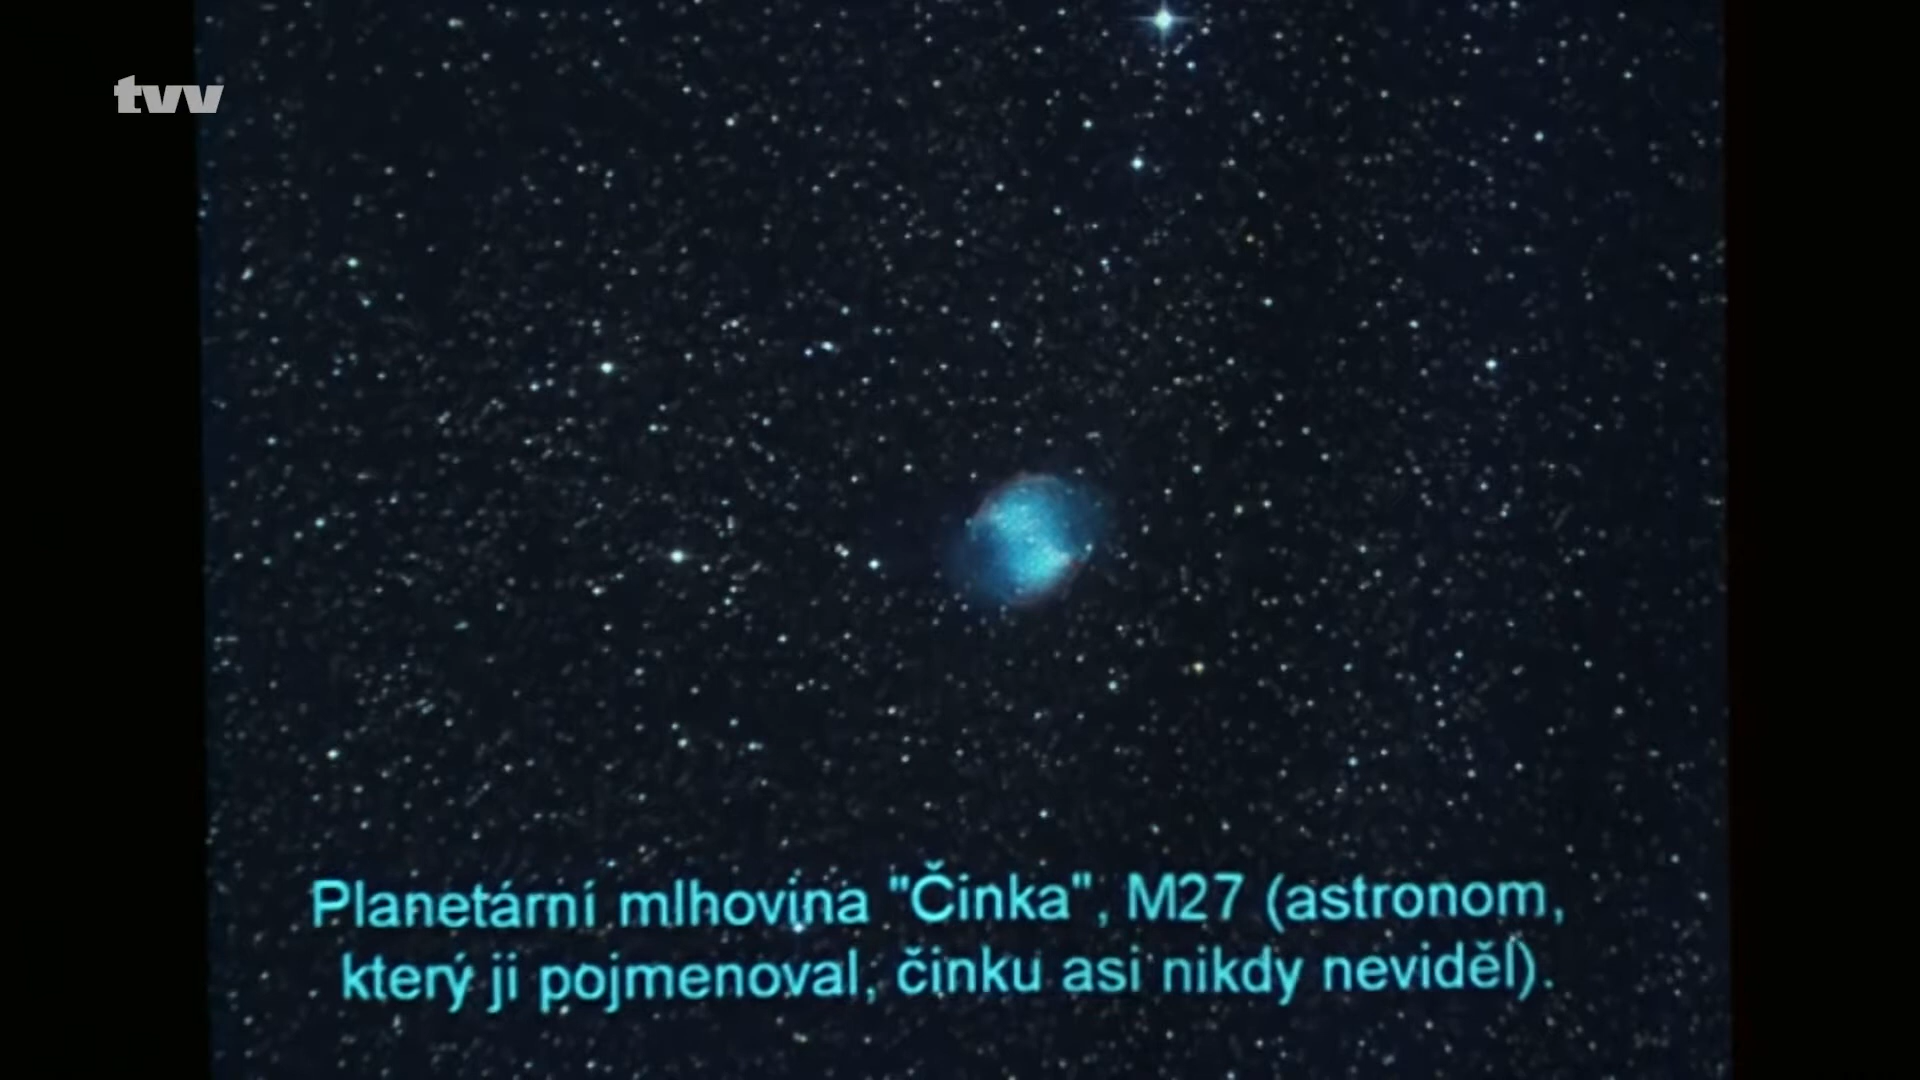 tvv
Planetární mlhovina "Činka", M27 (astronom,
který ji pojmenoval, činku asi nikdy neviděl).